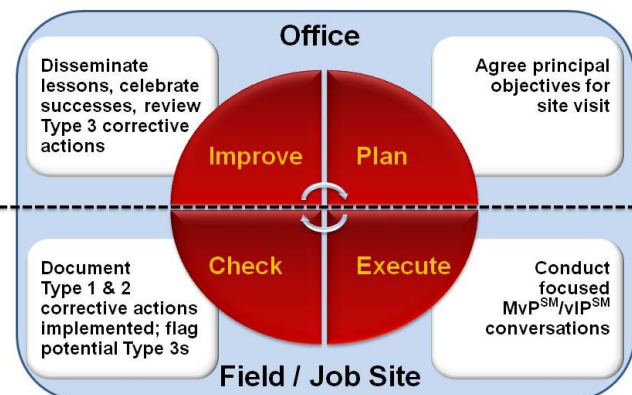 Office
Disseminate
lessons, celebrate
successes, review
Type 3 corrective
actions
Agree principal
objectives for
site visit
Improve
Plan
Check
Execute
Document
Type 1 & 2
corrective actions
implemented; flag
potential Type 3s
Conduct
focused
MvP℠/vIP℠
conversations
Field / Job Site